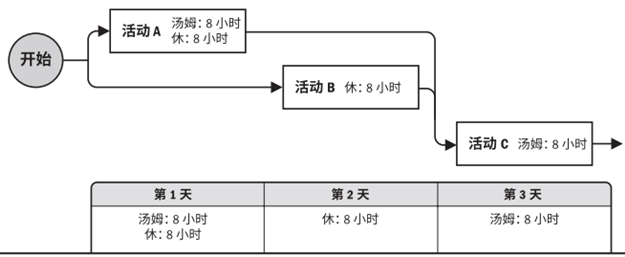 开始
活动 A
汤姆：8 小时
休：8 小时
活动 B 休：8 小时
活动 C 汤姆：8 小时
第 1 天 第 2 天 第 3 天
汤姆：8 小时 休：8 小时 汤姆：8 小时
休：8 小时